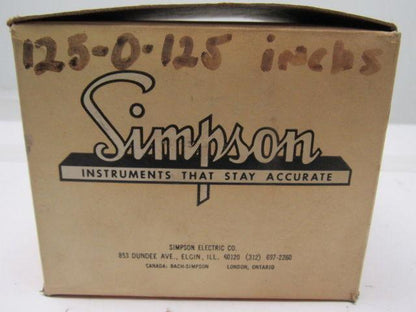 125-0-125 inchs
Simpson
INSTRUMENTS THAT STAY ACCURATE
SIMPSON ELECTRIC CO.
853 DUNDEE AVE., ELGIN, ILL. 60120 (312) 697-2260
CANADA: BACH-SIMPSON LONDON, ONTARIO